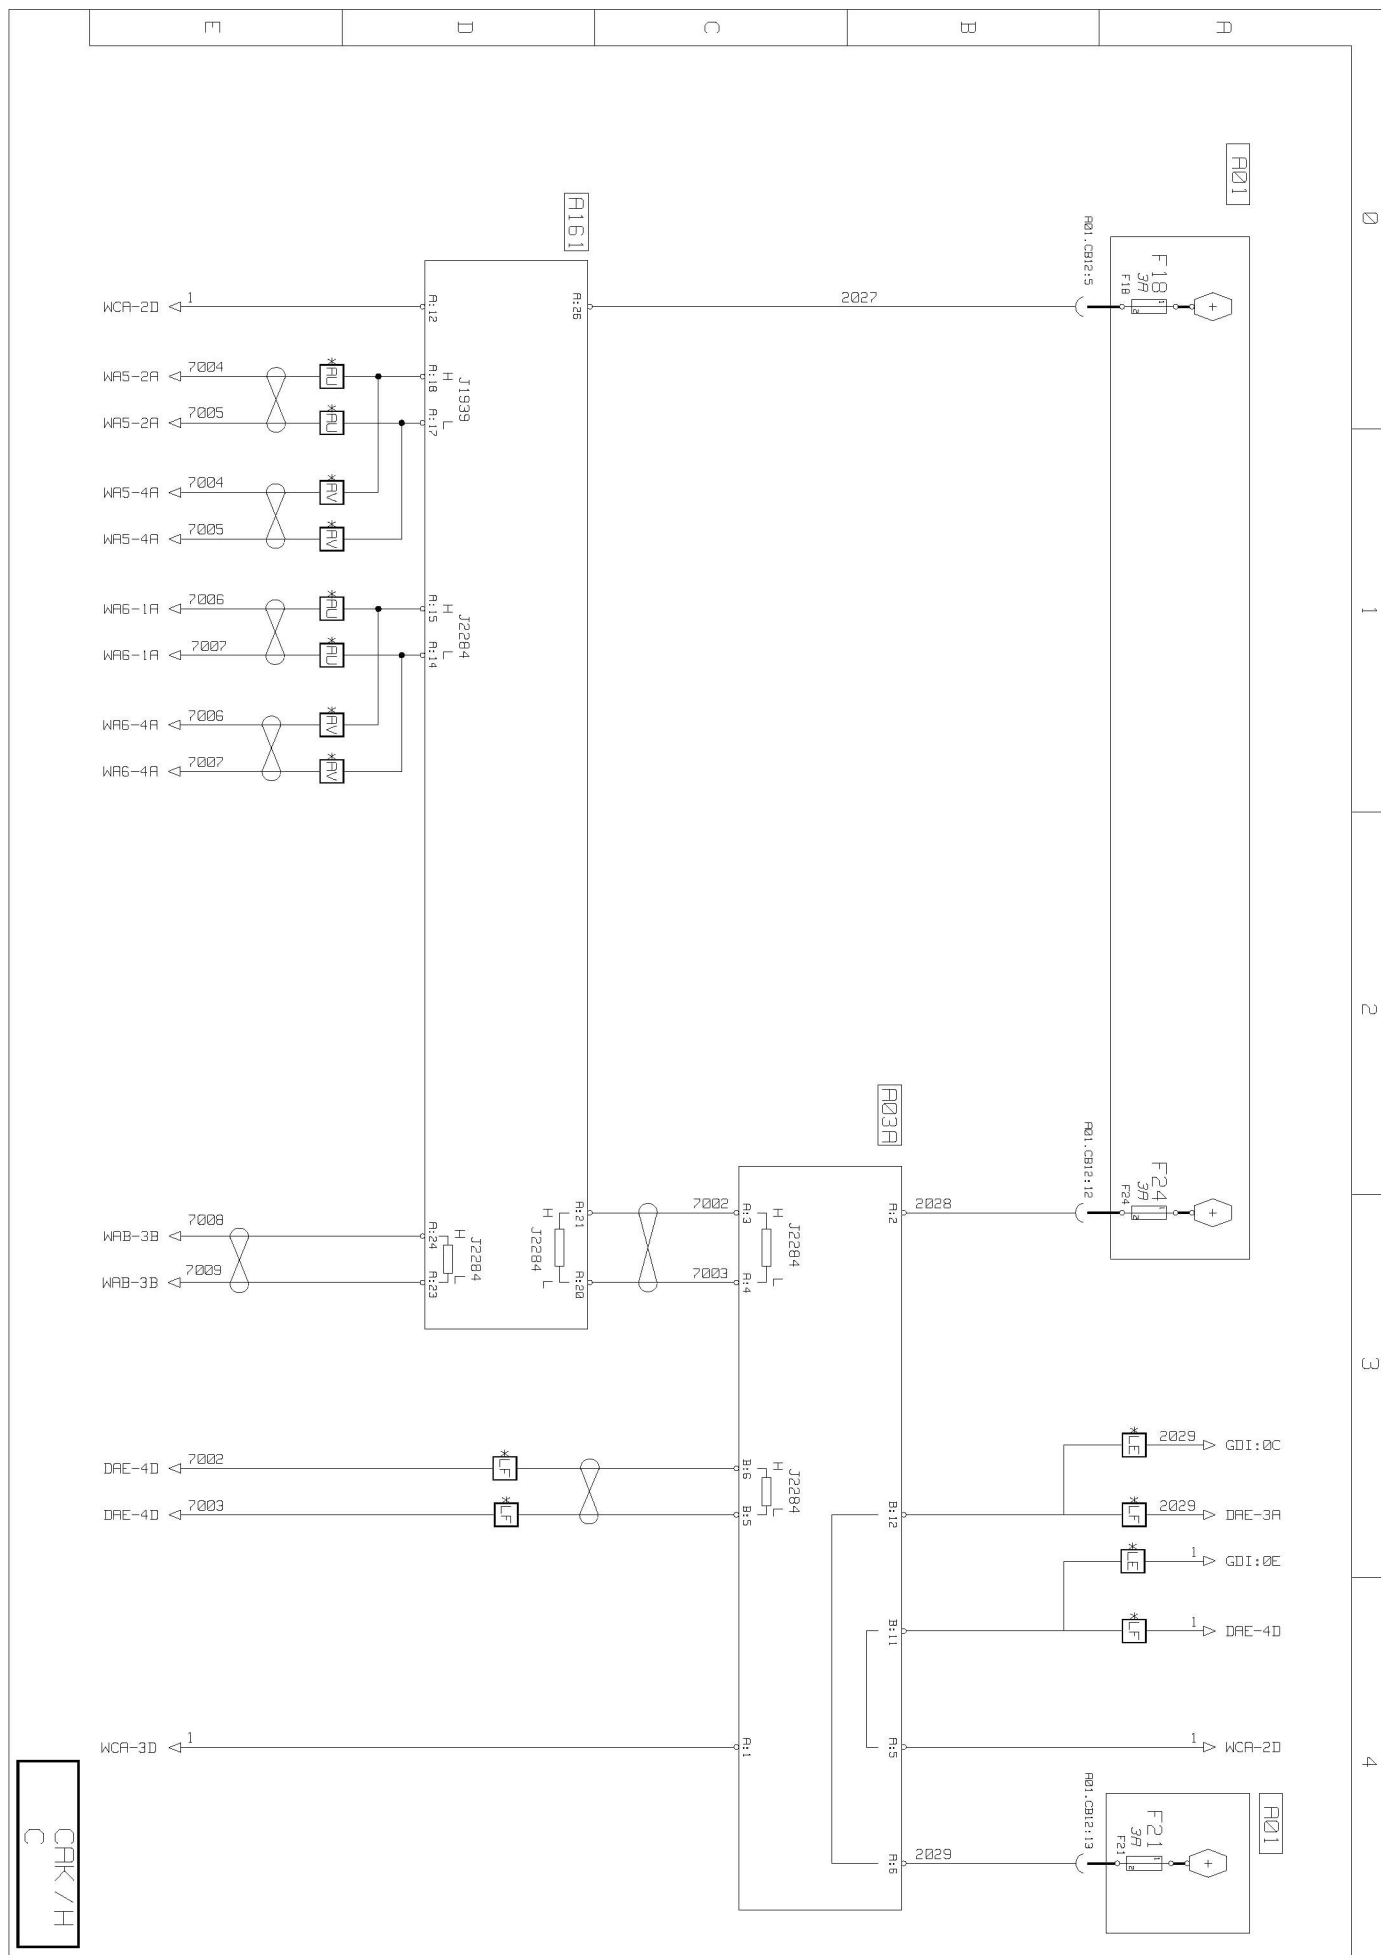 E
D
C
B
A
0
1
2
3
4
A01
A01.CB12:5
F18
3A
F18
1
2
+
A161
A:26
2027
WCA-2D
1
A:12
WA5-2A
7004
*AU
A:18
H
J1939
WA5-2A
7005
*AU
A:17
L
WA5-4A
7004
*AV
WA5-4A
7005
*AV
WA6-1A
7006
*AU
A:15
H
J2284
WA6-1A
7007
*AU
A:14
L
WA6-4A
7006
*AV
WA6-4A
7007
*AV
A03A
A01.CB12:12
F24
3A
F24
1
2
+
2028
A:2
7002
A:3
H
J2284
7003
A:4
L
A:21
H
J2284
A:20
L
WAB-3B
7008
A:24
H
J2284
WAB-3B
7009
A:23
L
*LE
2029
GDI:0C
DAE-4D
7002
*LF
B:6
H
J2284
DAE-4D
7003
*LF
B:5
L
B:12
*LF
2029
DAE-3A
*LE
1
GDI:0E
B:11
*LF
1
DAE-4D
WCA-3D
1
A:1
A:5
1
WCA-2D
A01
A01.CB12:13
F21
3A
F21
1
2
+
2029
A:6
CAK/H
C